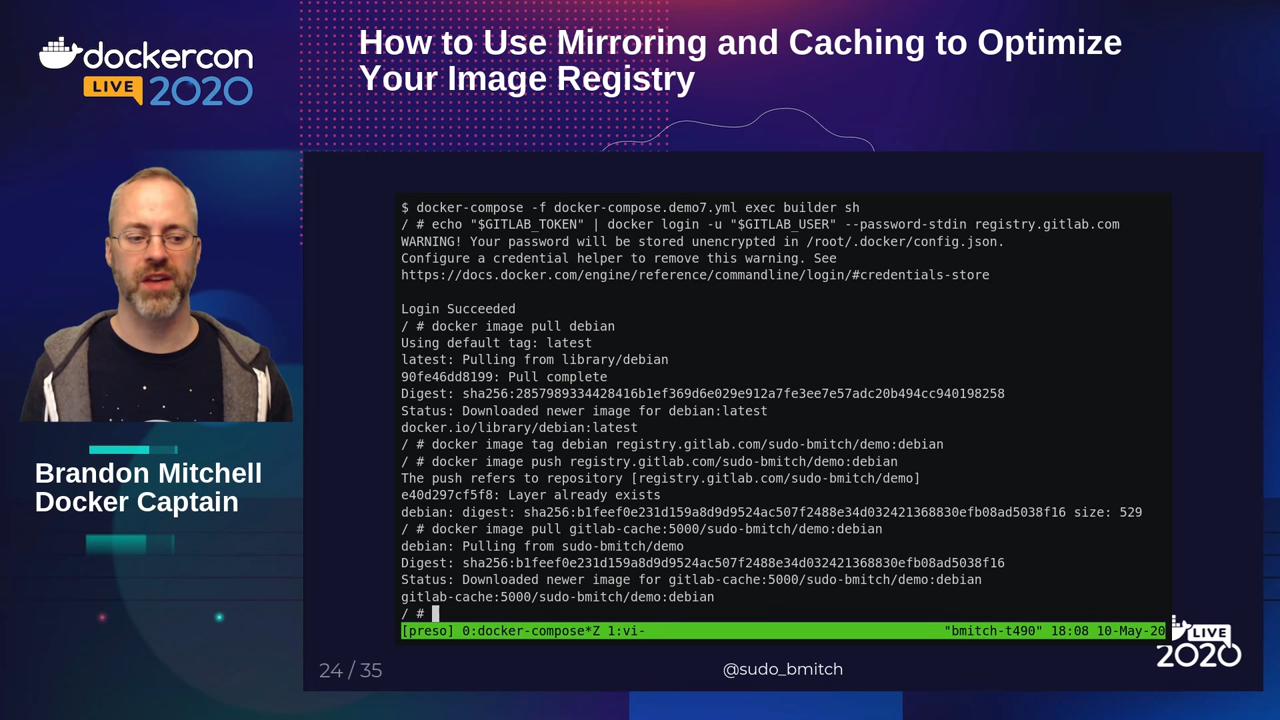 dockercon
LIVE 2020
How to Use Mirroring and Caching to Optimize
Your Image Registry
$ docker-compose -f docker-compose.demo7.yml exec builder sh
/ # echo "$GITLAB_TOKEN" | docker login -u "$GITLAB_USER" --password-stdin registry.gitlab.com
WARNING! Your password will be stored unencrypted in /root/.docker/config.json.
Configure a credential helper to remove this warning. See
https://docs.docker.com/engine/reference/commandline/login/#credentials-store
Login Succeeded
/ # docker image pull debian
Using default tag: latest
latest: Pulling from library/debian
90fe46dd8199: Pull complete
Digest: sha256:2857989334428416b1ef369d6e029e912a7fe3ee7e57adc20b494cc940198258
Status: Downloaded newer image for debian:latest
docker.io/library/debian:latest
/ # docker image tag debian registry.gitlab.com/sudo-bmitch/demo:debian
/ # docker image push registry.gitlab.com/sudo-bmitch/demo:debian
The push refers to repository [registry.gitlab.com/sudo-bmitch/demo]
e40d297cf5f8: Layer already exists
debian: digest: sha256:b1feef0e231d159a8d9d9524ac507f2488e34d032421368830efb08ad5038f16 size: 529
/ # docker image pull gitlab-cache:5000/sudo-bmitch/demo:debian
debian: Pulling from sudo-bmitch/demo
Digest: sha256:b1feef0e231d159a8d9d9524ac507f2488e34d032421368830efb08ad5038f16
Status: Downloaded newer image for gitlab-cache:5000/sudo-bmitch/demo:debian
gitlab-cache:5000/sudo-bmitch/demo:debian
/ #
[preso] 0:docker-compose*Z 1:vi- "bmitch-t490" 18:08 10-May-20
Brandon Mitchell
Docker Captain
24 / 35
@sudo_bmitch
LIVE
2020